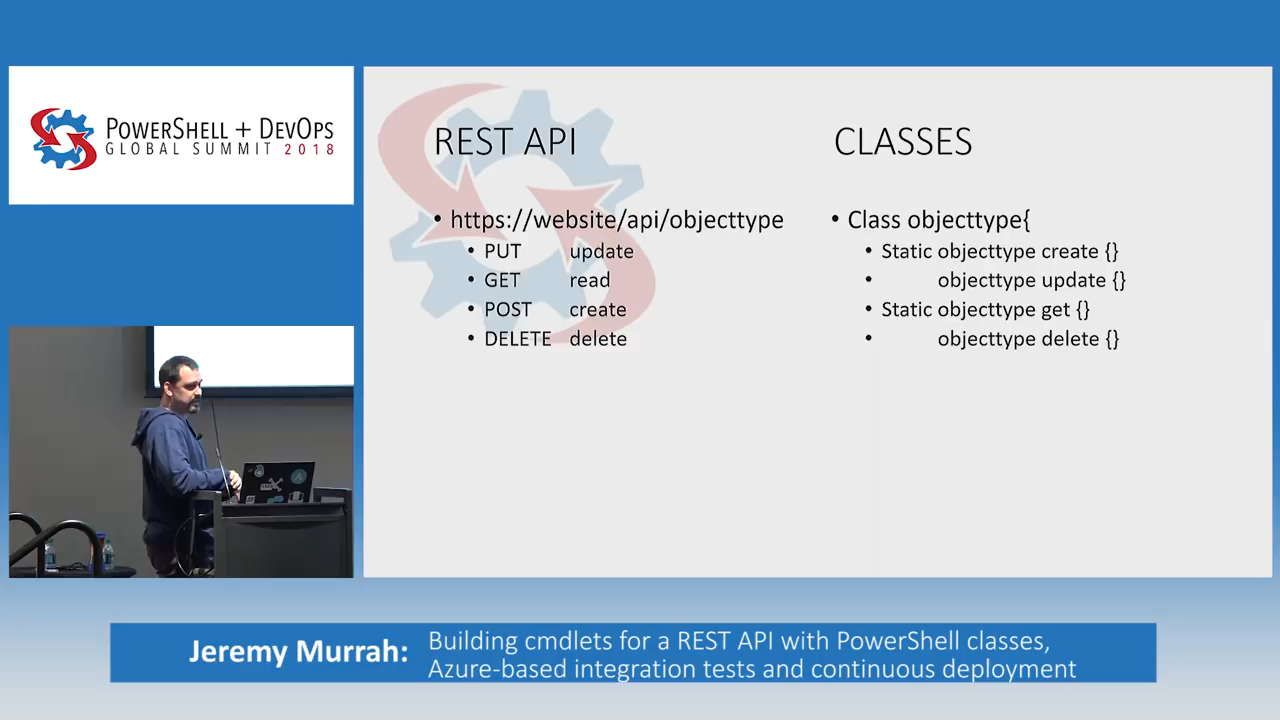 POWERSHELL + DEVOPS
GLOBAL SUMMIT 2018
REST API
• https://website/api/objecttype
• PUT update
• GET read
• POST create
• DELETE delete
CLASSES
• Class objecttype{
• Static objecttype create {}
• objecttype update {}
• Static objecttype get {}
• objecttype delete {}
Jeremy Murrah:
Building cmdlets for a REST API with PowerShell classes,
Azure-based integration tests and continuous deployment